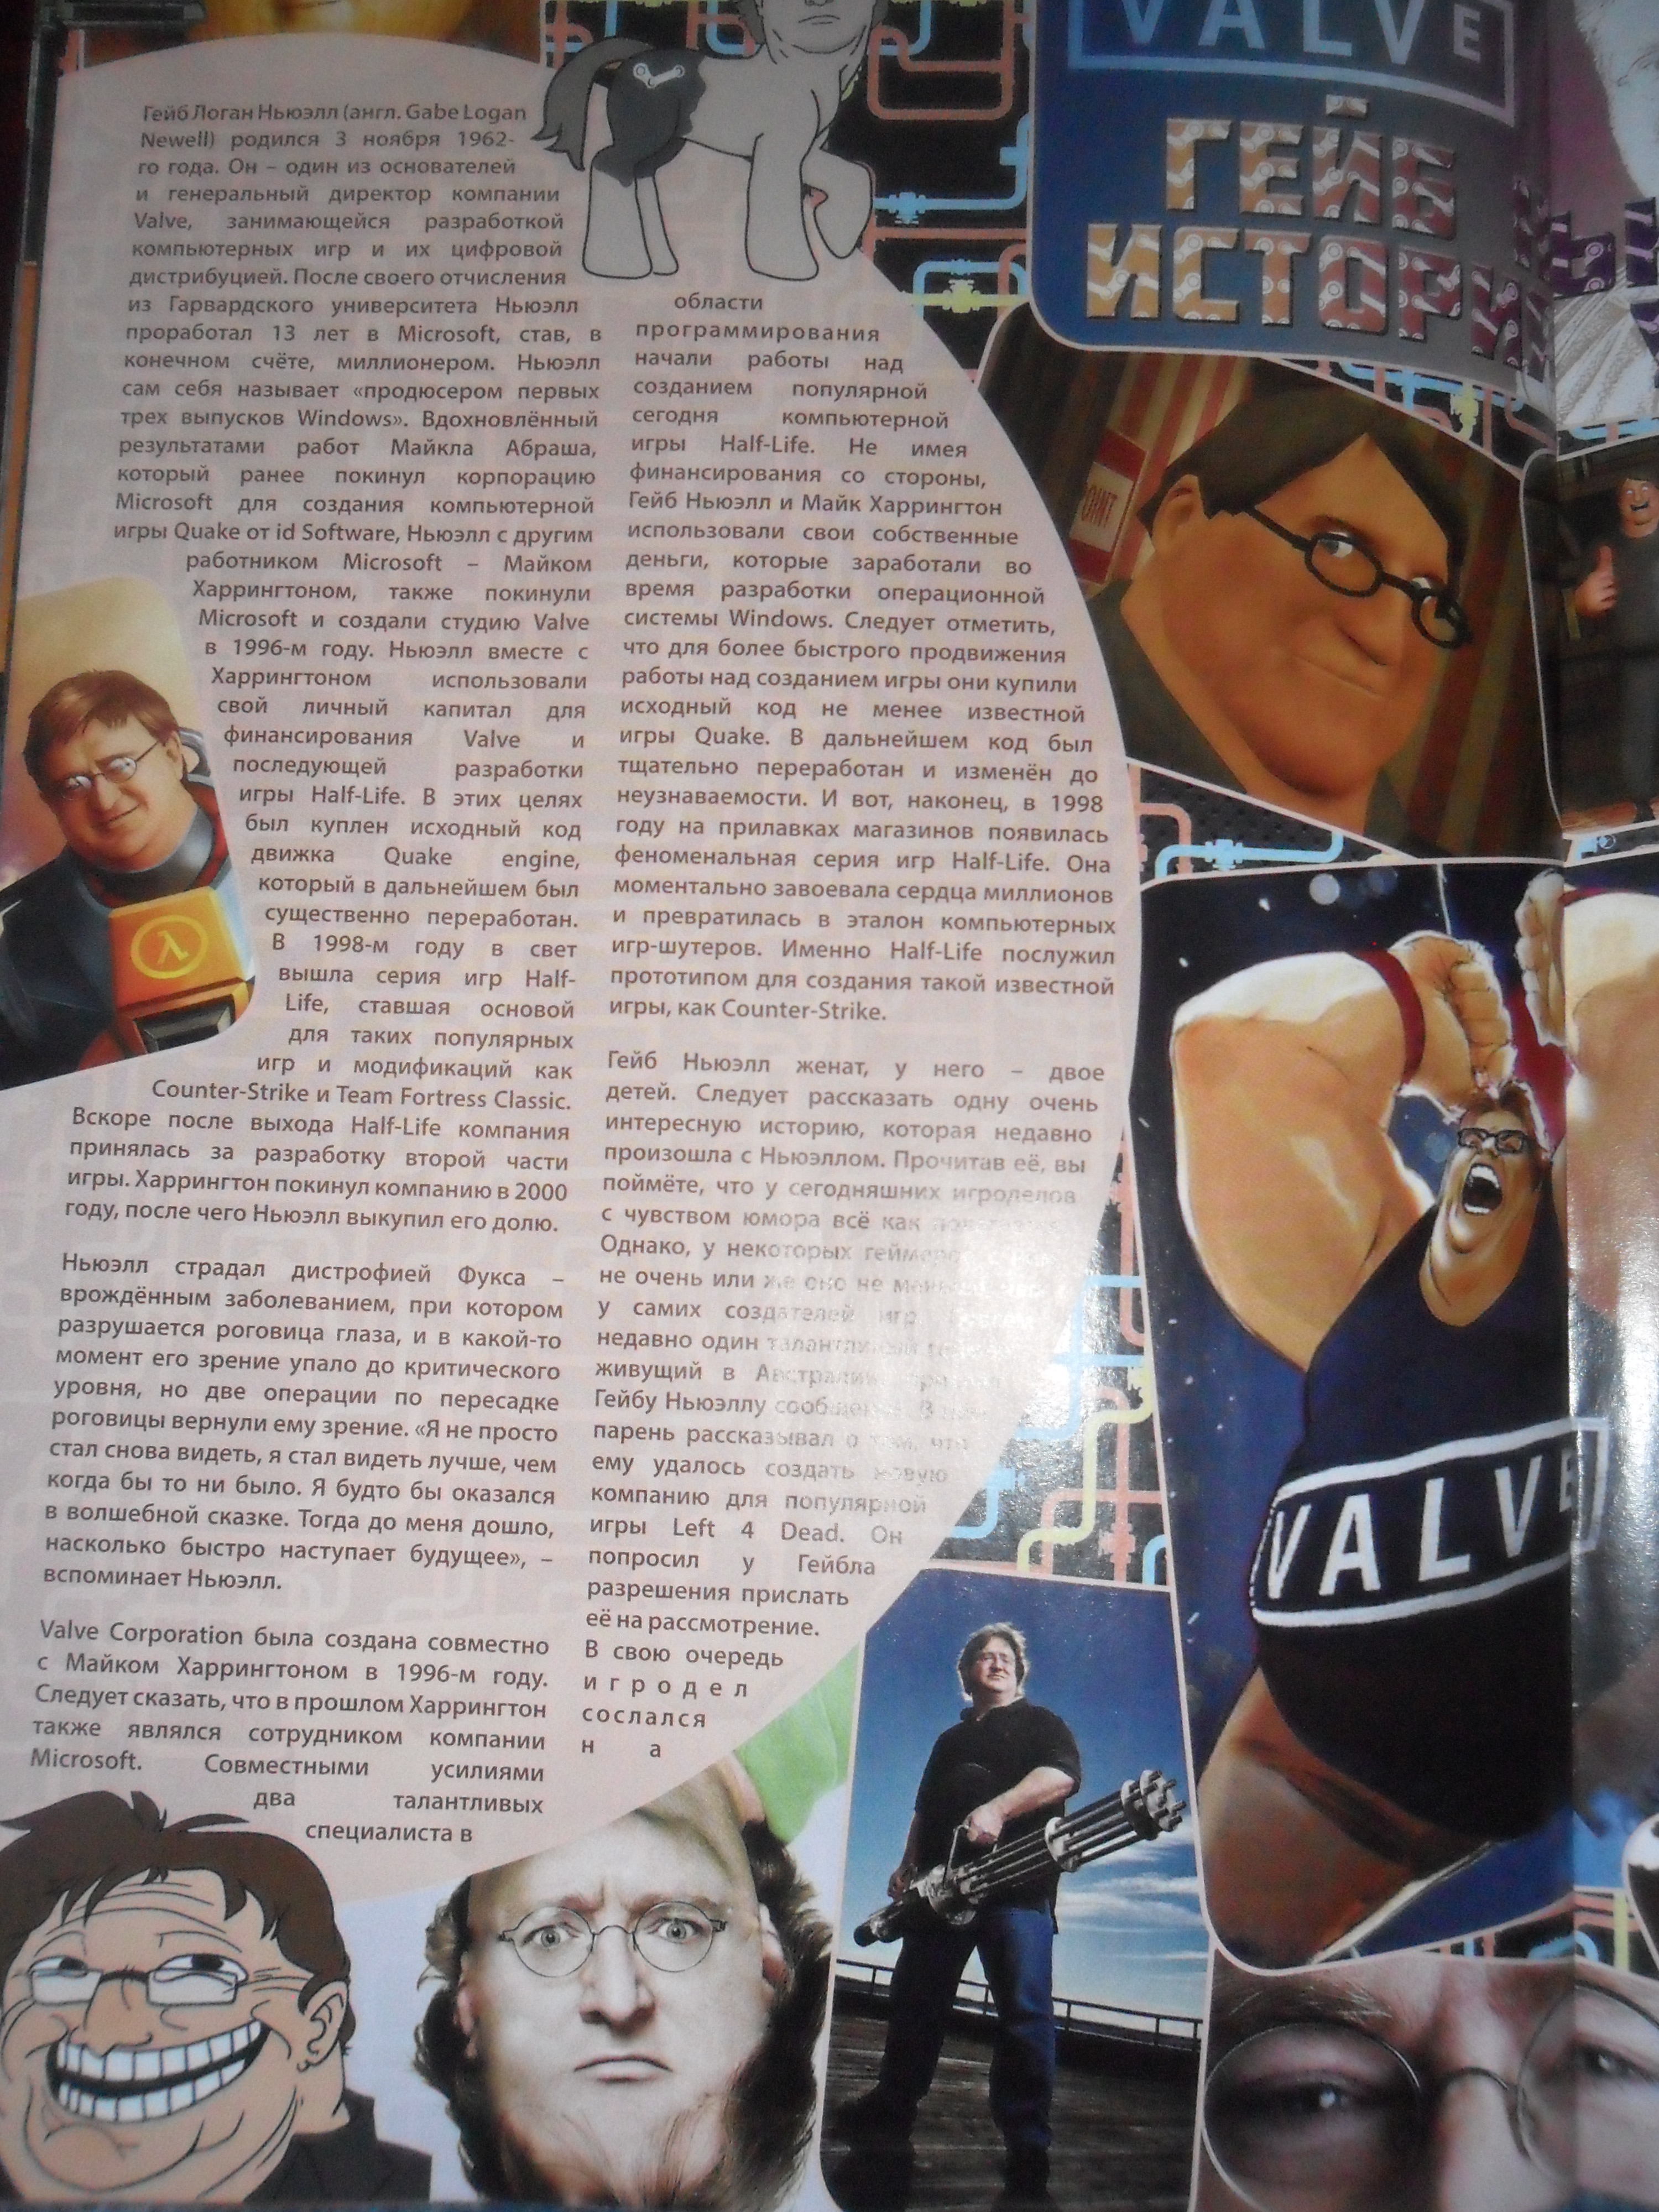 VALVE
ГЕЙБ
ИСТОРИ
Гейб Логан Ньюэлл (англ. Gabe Logan
Newell) родился 3 ноября 1962-
го года. Он – один из основателей
и генеральный директор компании
Valve, занимающейся разработкой
компьютерных игр и их цифровой
дистрибуцией. После своего отчисления
из Гарвардского университета Ньюэлл
проработал 13 лет в Microsoft, став, в
конечном счёте, миллионером. Ньюэлл
сам себя называет «продюсером первых
трех выпусков Windows». Вдохновлённый
результатами работ Майкла Абраша,
который ранее покинул корпорацию
Microsoft для создания компьютерной
игры Quake от id Software, Ньюэлл с другим
работником Microsoft – Майком
Харрингтоном, также покинули
Microsoft и создали студию Valve
в 1996-м году. Ньюэлл вместе с
Харрингтоном использовали
свой личный капитал для
финансирования Valve и
последующей разработки
игры Half-Life. В этих целях
был куплен исходный код
движка Quake engine,
который в дальнейшем был
существенно переработан.
В 1998-м году в свет
вышла серия игр Half-
Life, ставшая основой
для таких популярных
игр и модификаций как
Counter-Strike и Team Fortress Classic.
Вскоре после выхода Half-Life компания
принялась за разработку второй части
игры. Харрингтон покинул компанию в 2000
году, после чего Ньюэлл выкупил его долю.
Ньюэлл страдал дистрофией Фукса –
врождённым заболеванием, при котором
разрушается роговица глаза, и в какой-то
момент его зрение упало до критического
уровня, но две операции по пересадке
роговицы вернули ему зрение. «Я не просто
стал снова видеть, я стал видеть лучше, чем
когда бы то ни было. Я будто бы оказался
в волшебной сказке. Тогда до меня дошло,
насколько быстро наступает будущее», –
вспоминает Ньюэлл.
Valve Corporation была создана совместно
с Майком Харрингтоном в 1996-м году.
Следует сказать, что в прошлом Харрингтон
также являлся сотрудником компании
Microsoft. Совместными усилиями
два талантливых
специалиста в
области
программирования
начали работы над
созданием популярной
сегодня компьютерной
игры Half-Life. Не имея
финансирования со стороны,
Гейб Ньюэлл и Майк Харрингтон
использовали свои собственные
деньги, которые заработали во
время разработки операционной
системы Windows. Следует отметить,
что для более быстрого продвижения
работы над созданием игры они купили
исходный код не менее известной
игры Quake. В дальнейшем код был
тщательно переработан и изменён до
неузнаваемости. И вот, наконец, в 1998
году на прилавках магазинов появилась
феноменальная серия игр Half-Life. Она
моментально завоевала сердца миллионов
и превратилась в эталон компьютерных
игр-шутеров. Именно Half-Life послужил
прототипом для создания такой известной
игры, как Counter-Strike.
Гейб Ньюэлл женат, у него – двое
детей. Следует рассказать одну очень
интересную историю, которая недавно
произошла с Ньюэллом. Прочитав её, вы
поймёте, что у сегодняшних игроделов
с чувством юмора всё как
Однако, у некоторых
не очень или же оно не
у самих создателей игр
недавно один
живущий в Австралии
Гейбу Ньюэллу
парень рассказывал о том, что
ему удалось создать новую
компанию для популярной
игры Left 4 Dead. Он
попросил у Гейбла
разрешения прислать
её на рассмотрение.
В свою очередь
игродел
сослался
на
VALVE